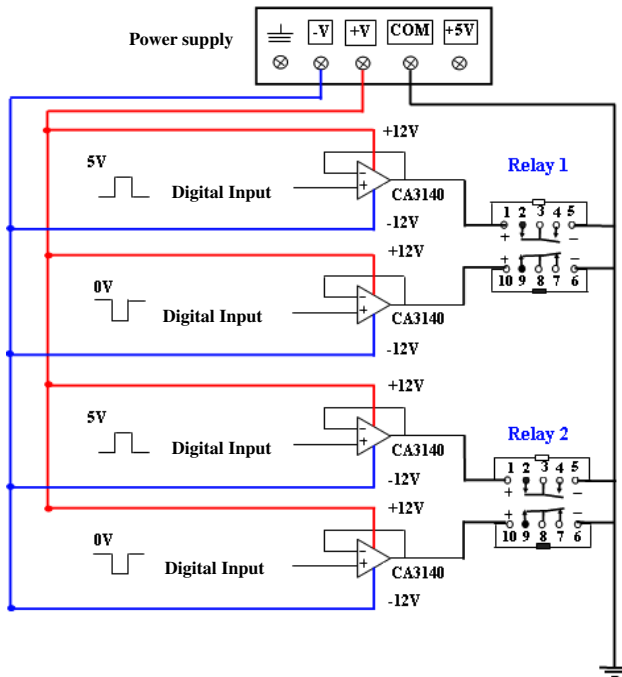 Power supply
-V +V COM +5V
+12V
5V
Digital Input
CA3140
-12V
Relay 1
1 2 3 4 5
+ −
+ −
10 9 8 7 6
+12V
0V
Digital Input
CA3140
-12V
+12V
5V
Digital Input
CA3140
-12V
Relay 2
1 2 3 4 5
+ −
+ −
10 9 8 7 6
+12V
0V
Digital Input
CA3140
-12V